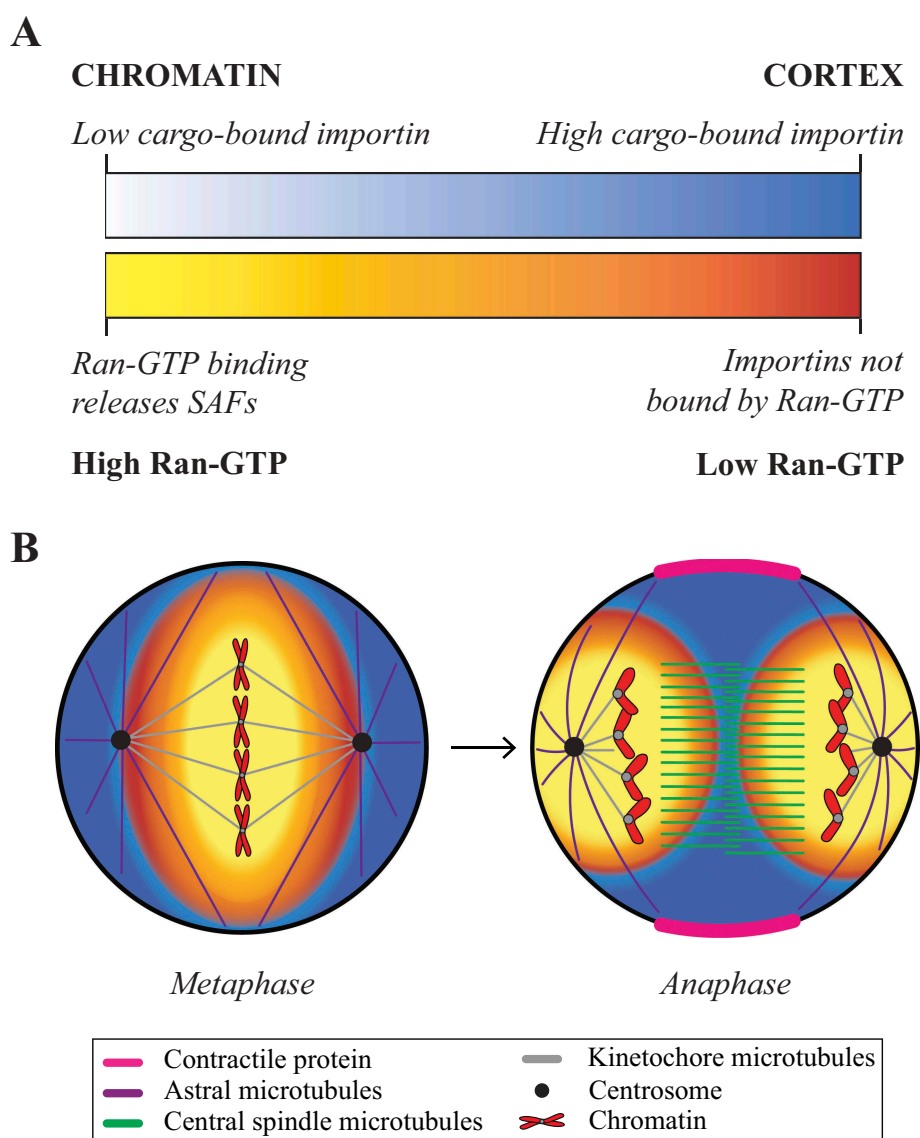 A
CHROMATIN CORTEX
Low cargo-bound importin High cargo-bound importin
Ran-GTP binding Importins not
releases SAFs bound by Ran-GTP
High Ran-GTP Low Ran-GTP
B
Metaphase Anaphase
Contractile protein Kinetochore microtubules
Astral microtubules Centrosome
Central spindle microtubules Chromatin